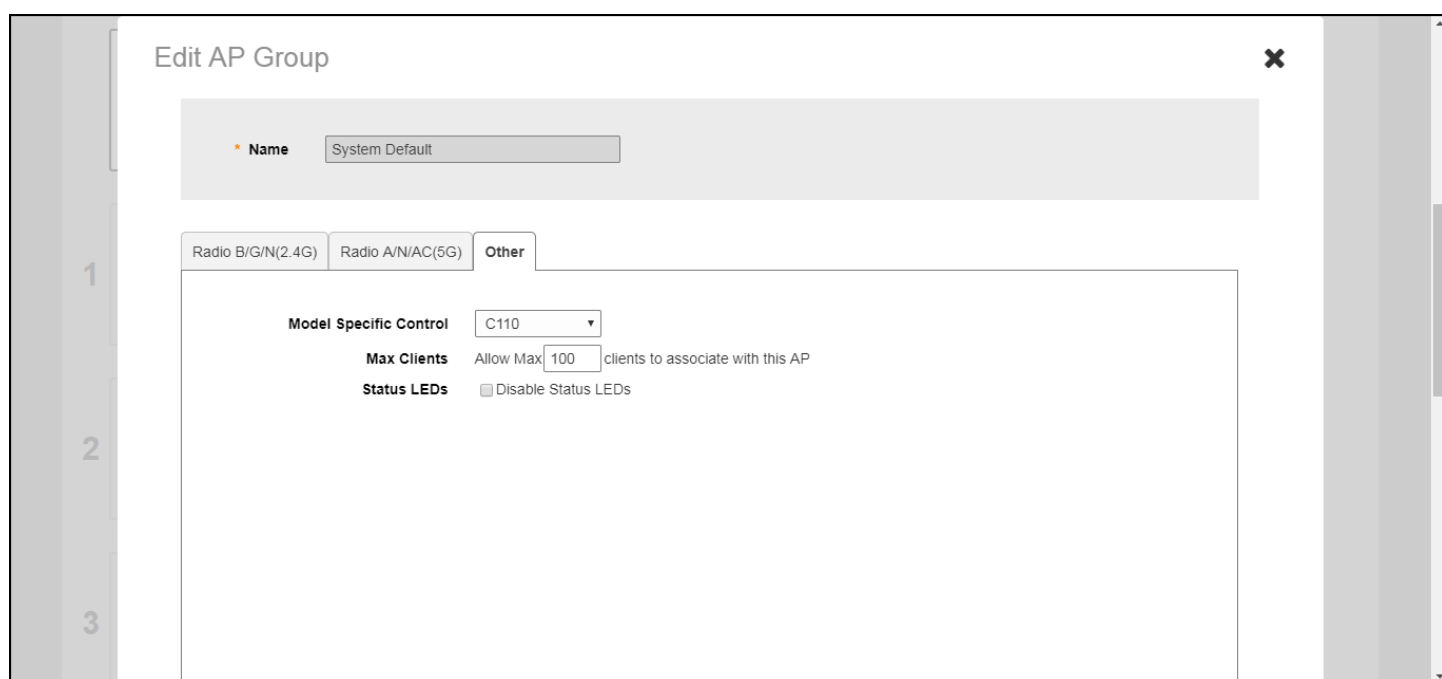 Edit AP Group
* Name System Default
Radio B/G/N(2.4G) Radio A/N/AC(5G) Other
1
Model Specific Control C110
Max Clients Allow Max 100 clients to associate with this AP
Status LEDs Disable Status LEDs
2
3